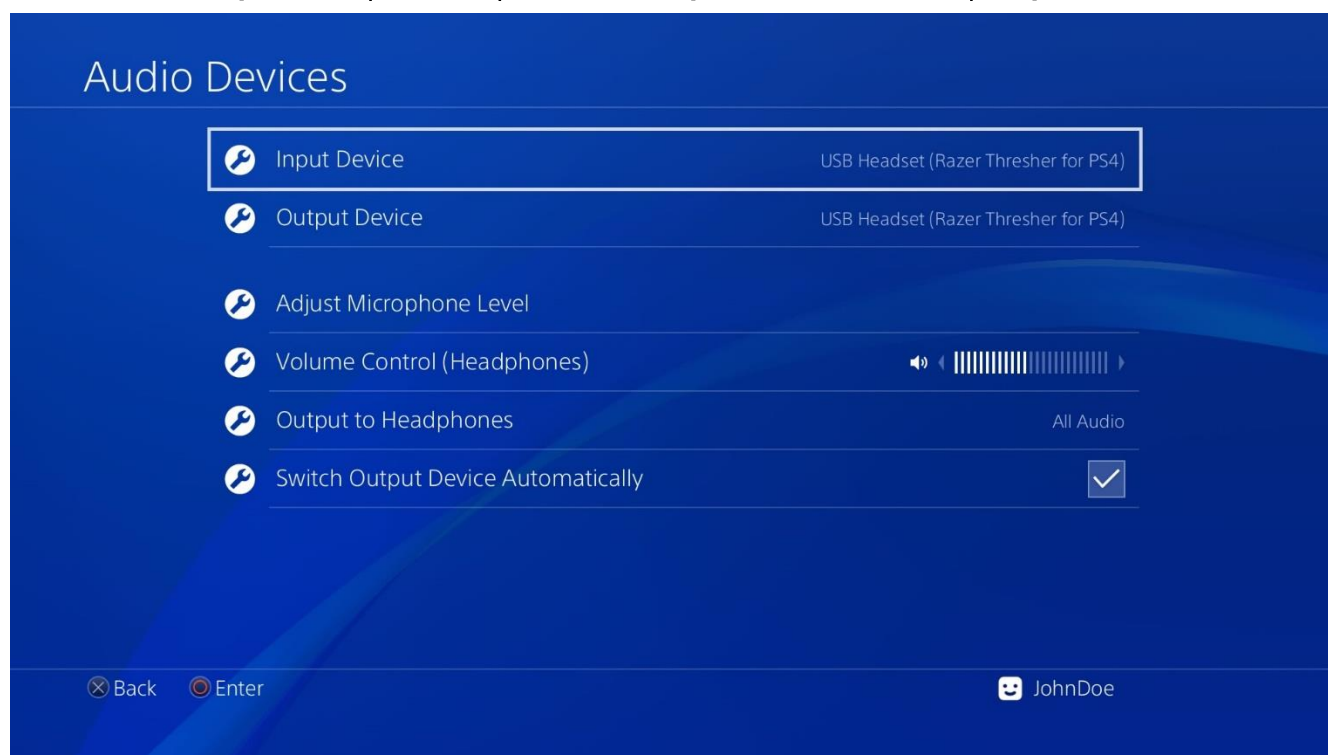 Audio Devices
Input Device USB Headset (Razer Thresher for PS4)
Output Device USB Headset (Razer Thresher for PS4)
Adjust Microphone Level
Volume Control (Headphones)
Output to Headphones All Audio
Switch Output Device Automatically
Back Enter JohnDoe